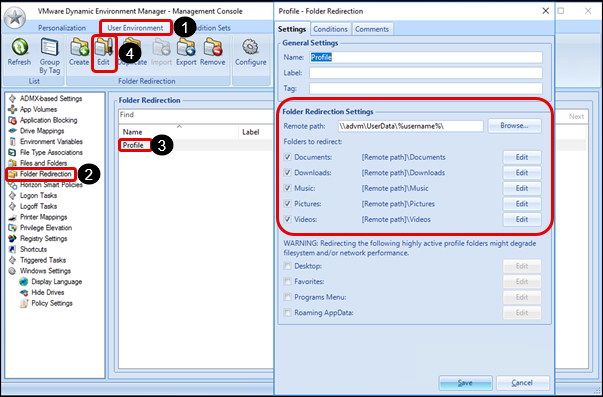 VMware Dynamic Environment Manager - Management Console
Personalization
User Environment
1
dition Sets
Refresh
Group By Tag
Create
Edit
4
Import
Export
Remove
Configure
List
Folder Redirection
ADMX-based Settings
App Volumes
Application Blocking
Drive Mappings
Environment Variables
File Type Associations
Files and Folders
Folder Redirection
2
Horizon Smart Policies
Logon Tasks
Logoff Tasks
Printer Mappings
Privilege Elevation
Registry Settings
Shortcuts
Triggered Tasks
Windows Settings
Display Language
Hide Drives
Policy Settings
Folder Redirection
Find
Next
Name
Label
Profile
3
Profile - Folder Redirection
Settings
Conditions
Comments
General Settings
Name:
Profile
Label:
Tag:
Folder Redirection Settings
Remote path:
\\advm\UserData\%username%\
Browse...
Folders to redirect:
Documents:
[Remote path]\Documents
Edit
Downloads:
[Remote path]\Downloads
Edit
Music:
[Remote path]\Music
Edit
Pictures:
[Remote path]\Pictures
Edit
Videos:
[Remote path]\Videos
Edit
WARNING: Redirecting the following highly active profile folders might degrade
filesystem and/or network performance.
Desktop:
Edit
Favorites:
Edit
Programs Menu:
Edit
Roaming AppData:
Edit
Save
Cancel